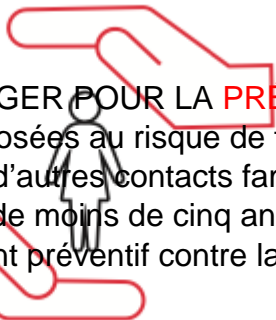 GER POUR LA PRE
osées au risque de
d'autres contacts fam
de moins de cinq an
nt préventif contre la